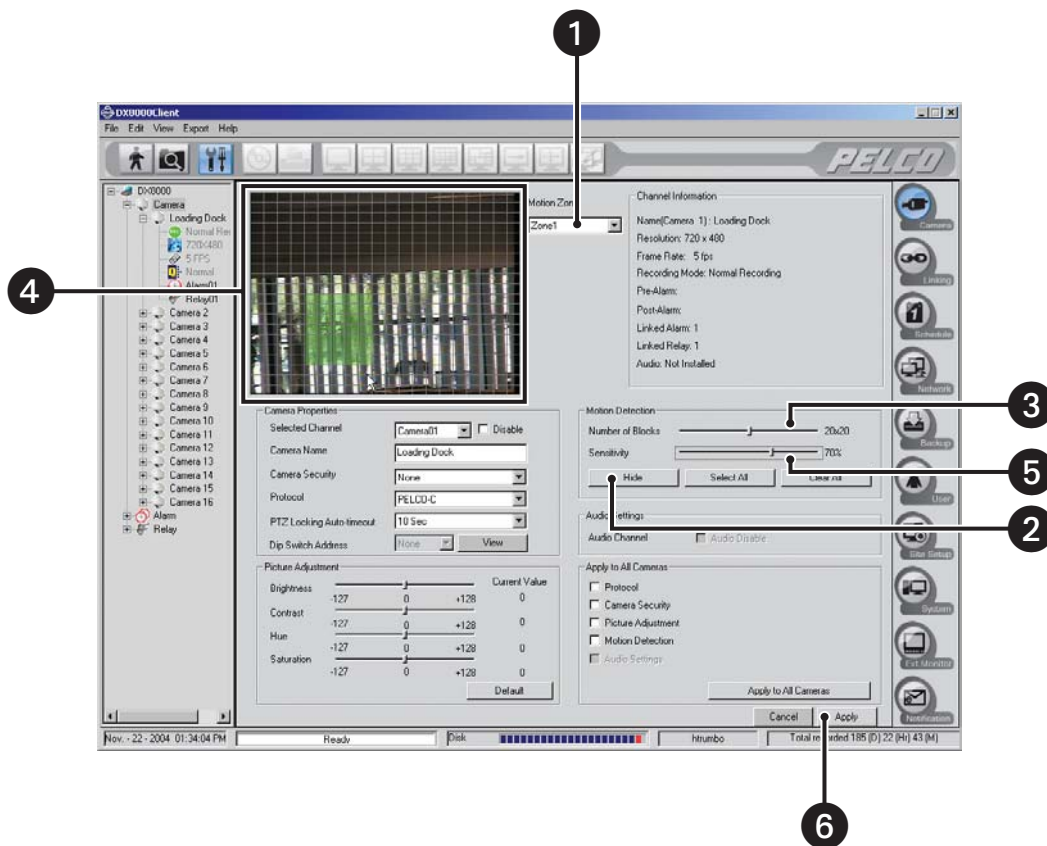 1
DX8000Client
File Edit View Export Help
PELCO
DX8000
Camera
Loading Dock
Normal Rec
720X480
5 FPS
Normal
Alarm01
Relay01
Camera 2
Camera 3
Camera 4
Camera 5
Camera 6
Camera 7
Camera 8
Camera 9
Camera 10
Camera 11
Camera 12
Camera 13
Camera 14
Camera 15
Camera 16
Alarm
Relay
4
Motion Zon
Zone1
Channel Information
Name(Camera 1) : Loading Dock
Resolution: 720 x 480
Frame Rate: 5 fps
Recording Mode: Normal Recording
Pre-Alarm:
Post-Alarm:
Linked Alarm: 1
Linked Relay: 1
Audio: Not Installed
Camera
Linking
Schedule
Network
Backup
User
Site Setup
System
Ext Monitor
Notification
Camera Properties
Selected Channel Camera01 Disable
Camera Name Loading Dock
Camera Security None
Protocol PELCO-C
PTZ Locking Auto-timeout 10 Sec
Dip Switch Address None View
Motion Detection
Number of Blocks 20x20
Sensitivity 70%
Hide Select All Clear All
3
5
2
Audio Settings
Audio Channel Audio Disable
Picture Adjustment
Current Value
Brightness -127 0 +128 0
Contrast -127 0 +128 0
Hue -127 0 +128 0
Saturation -127 0 +128 0
Default
Apply to All Cameras
Protocol
Camera Security
Picture Adjustment
Motion Detection
Audio Settings
Apply to All Cameras
Cancel Apply
Nov. - 22 - 2004 01:34:04 PM Ready Disk htrumbo Total recorded 185 (D) 22 (Hr) 43 (M)
6